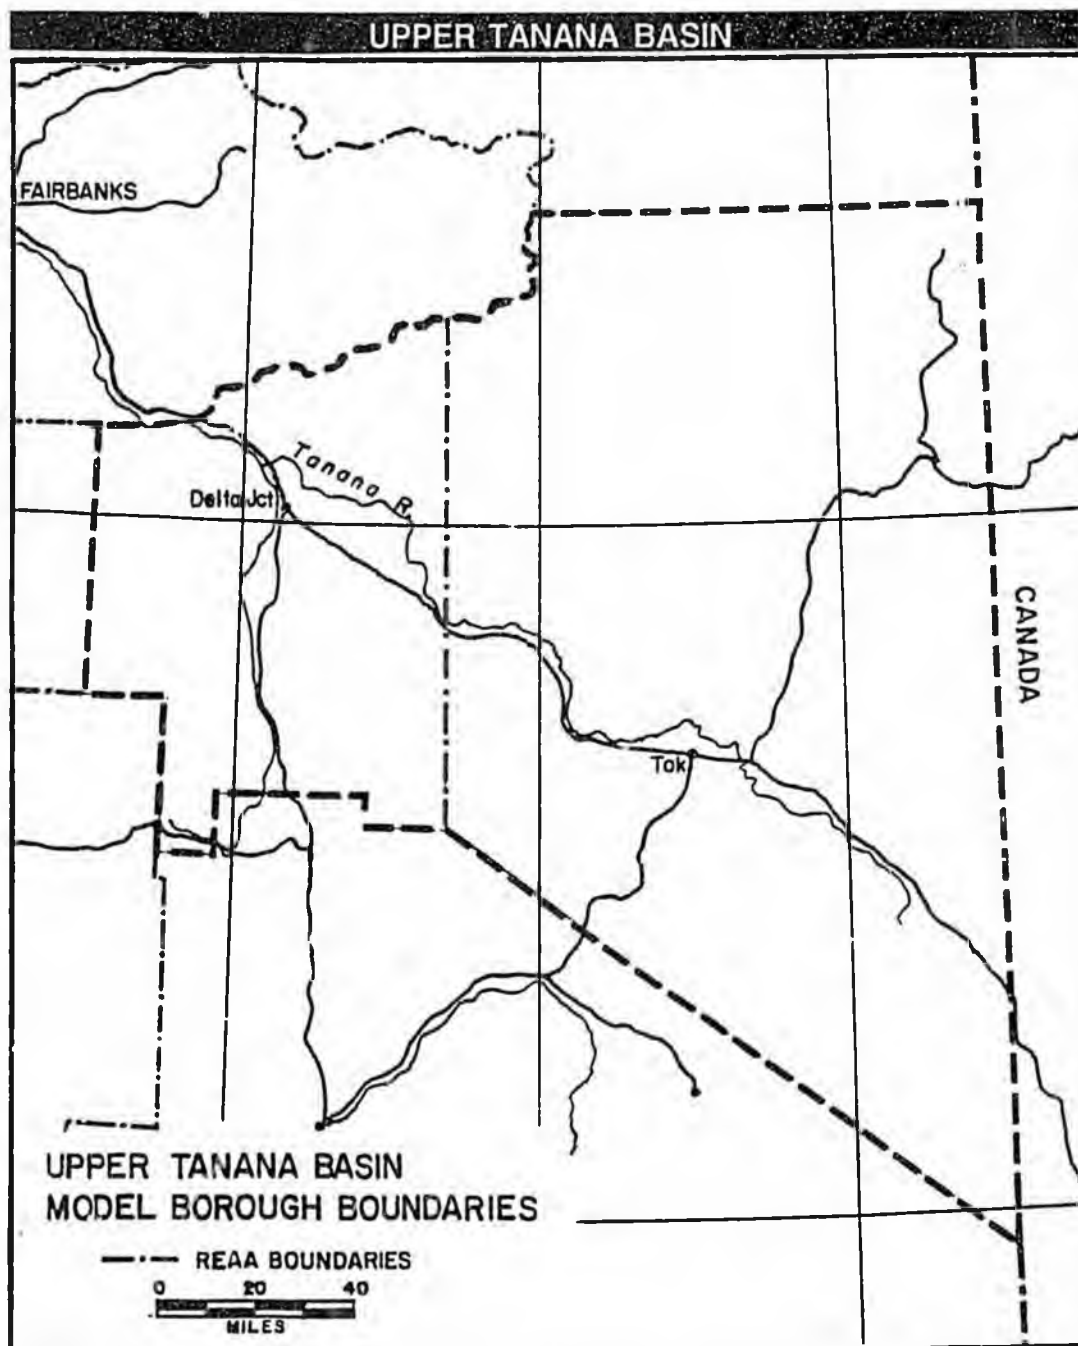 UPPER TANANA BASIN
FAIRBANKS
Tanana R.
Delta Jct
CANADA
Tok
UPPER TANANA BASIN
MODEL BOROUGH BOUNDARIES
REAA BOUNDARIES
0 20 40
MILES